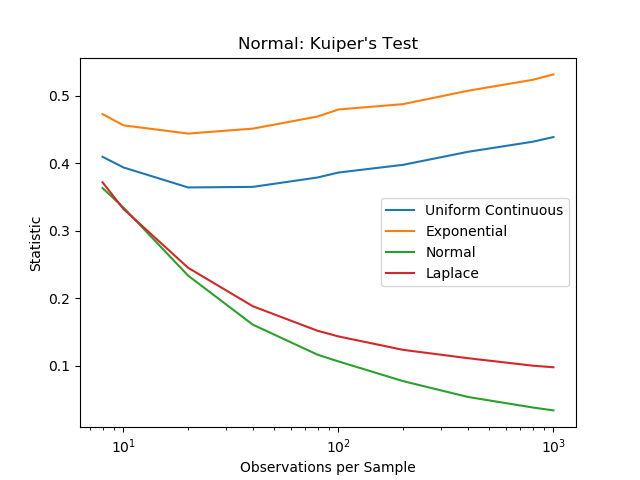 Normal: Kuiper's Test
Statistic
0.5
0.4
0.3
0.2
0.1
Uniform Continuous
Exponential
Normal
Laplace
10¹
10²
10³
Observations per Sample